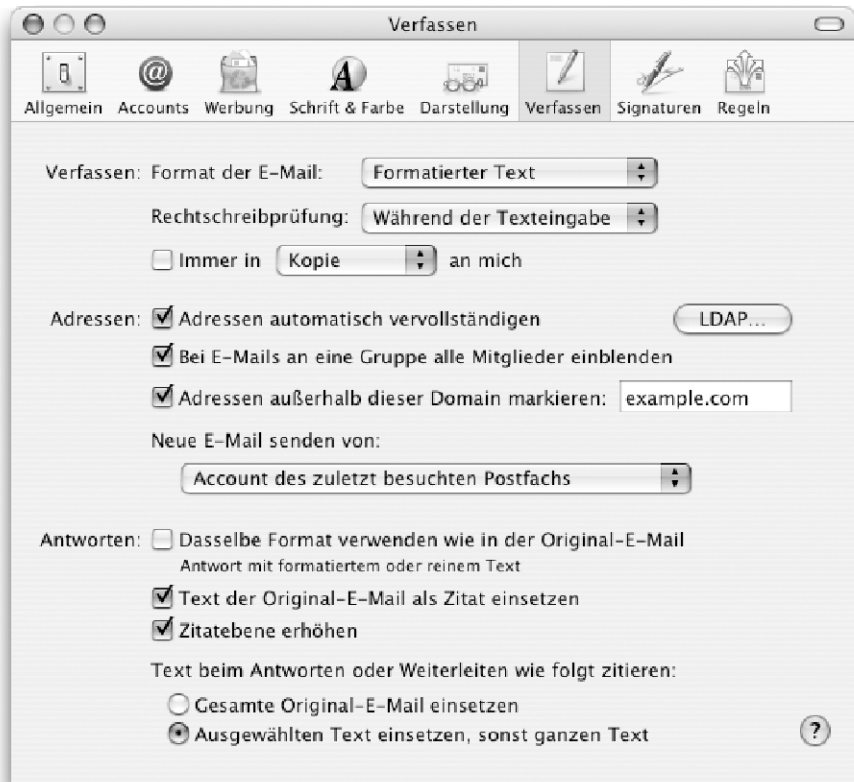 Verfassen
Allgemein Accounts Werbung Schrift & Farbe Darstellung Verfassen Signaturen Regeln
Verfassen: Format der E-Mail: Formatierter Text
Rechtschreibprüfung: Während der Texteingabe
Immer in Kopie an mich
Adressen: Adressen automatisch vervollständigen LDAP...
Bei E-Mails an eine Gruppe alle Mitglieder einblenden
Adressen außerhalb dieser Domain markieren: example.com
Neue E-Mail senden von:
Account des zuletzt besuchten Postfachs
Antworten: Dasselbe Format verwenden wie in der Original-E-Mail
Antwort mit formatiertem oder reinem Text
Text der Original-E-Mail als Zitat einsetzen
Zitatebene erhöhen
Text beim Antworten oder Weiterleiten wie folgt zitieren:
Gesamte Original-E-Mail einsetzen
Ausgewählten Text einsetzen, sonst ganzen Text ?